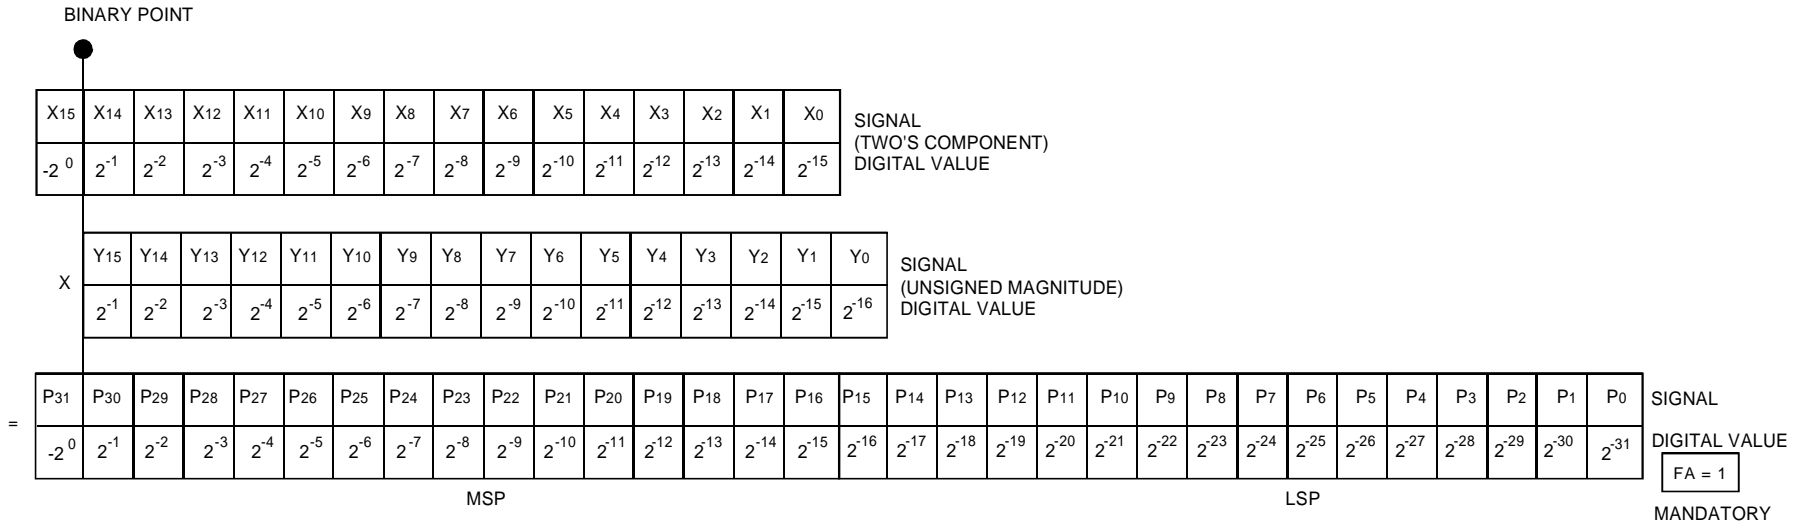 BINARY POINT
X15 X14 X13 X12 X11 X10 X9 X8 X7 X6 X5 X4 X3 X2 X1 X0
SIGNAL
(TWO'S COMPONENT)
DIGITAL VALUE
-2^0 2^-1 2^-2 2^-3 2^-4 2^-5 2^-6 2^-7 2^-8 2^-9 2^-10 2^-11 2^-12 2^-13 2^-14 2^-15
X
Y15 Y14 Y13 Y12 Y11 Y10 Y9 Y8 Y7 Y6 Y5 Y4 Y3 Y2 Y1 Y0
SIGNAL
(UNSIGNED MAGNITUDE)
DIGITAL VALUE
2^-1 2^-2 2^-3 2^-4 2^-5 2^-6 2^-7 2^-8 2^-9 2^-10 2^-11 2^-12 2^-13 2^-14 2^-15 2^-16
=
P31 P30 P29 P28 P27 P26 P25 P24 P23 P22 P21 P20 P19 P18 P17 P16 P15 P14 P13 P12 P11 P10 P9 P8 P7 P6 P5 P4 P3 P2 P1 P0 SIGNAL
-2^0 2^-1 2^-2 2^-3 2^-4 2^-5 2^-6 2^-7 2^-8 2^-9 2^-10 2^-11 2^-12 2^-13 2^-14 2^-15 2^-16 2^-17 2^-18 2^-19 2^-20 2^-21 2^-22 2^-23 2^-24 2^-25 2^-26 2^-27 2^-28 2^-29 2^-30 2^-31 DIGITAL VALUE
FA = 1
MSP LSP
MANDATORY